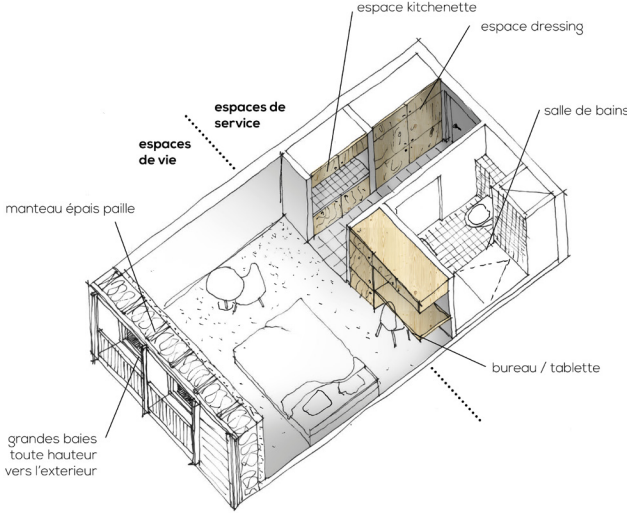 espace kitchenette
espace dressing
espaces de
service
salle de bains
espaces
de vie
manteau épais paille
bureau / tablette
grandes baies
toute hauteur
vers l'exterieur